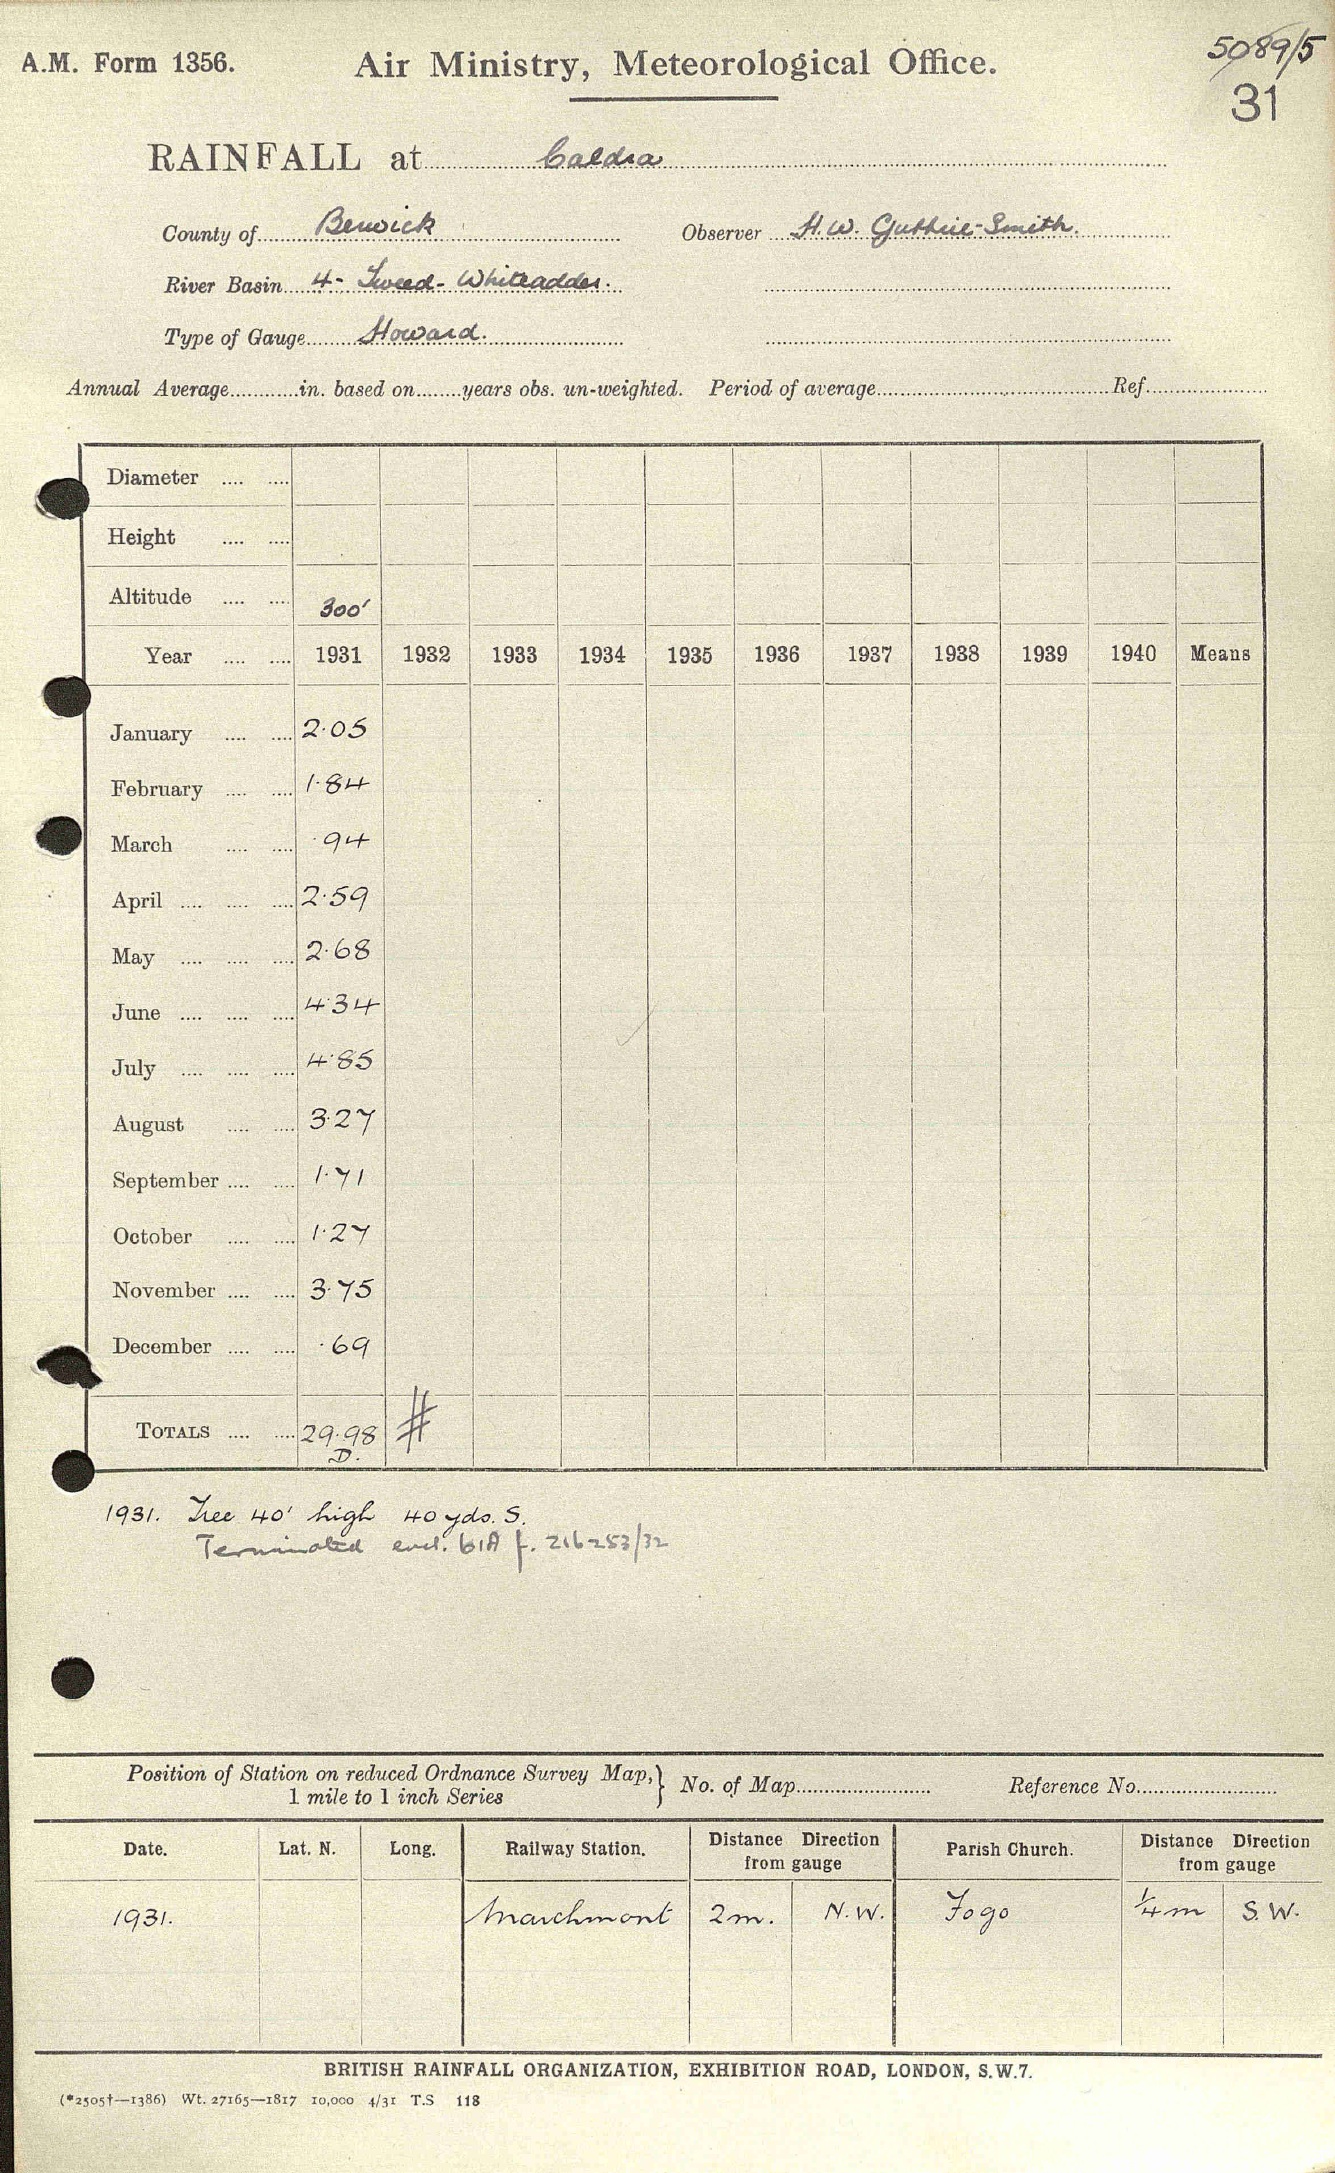 A.M. Form 1356.
Air Ministry, Meteorological Office.
5089/5
31
RAINFALL at Caldra
County of Berwick Observer H.W. Guthrie-Smith.
River Basin 4- Tweed- Whiteadder.
Type of Gauge Howard.
Annual Average in. based on years obs. un-weighted. Period of average Ref.
Diameter
Height
Altitude 300'
Year 1931 1932 1933 1934 1935 1936 1937 1938 1939 1940 Means
January 2.05
February 1.84
March .94
April 2.59
May 2.68
June 4.34
July 4.85
August 3.27
September 1.71
October 1.27
November 3.75
December .69
TOTALS 29.98 #
D.
1931. Tree 40' high 40 yds. S.
Terminated encl. 61A f. 216253/32
Position of Station on reduced Ordnance Survey Map, } No. of Map Reference No.
1 mile to 1 inch Series
Date. Lat. N. Long. Railway Station. Distance Direction from gauge Parish Church. Distance Direction from gauge
1931. Marchmont 2m. N.W. Fogo 1/4 m S.W.
BRITISH RAINFALL ORGANIZATION, EXHIBITION ROAD, LONDON, S.W.7.
(*2505†—1386) Wt. 27165—1817 10,000 4/31 T.S 118